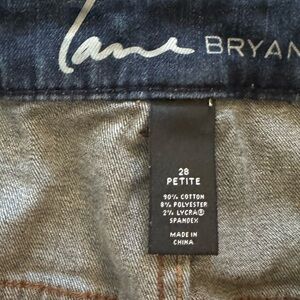 Lane BRYAN
28
PETITE
90% COTTON
8% POLYESTER
2% LYCRA®
SPANDEX
MADE IN
CHINA